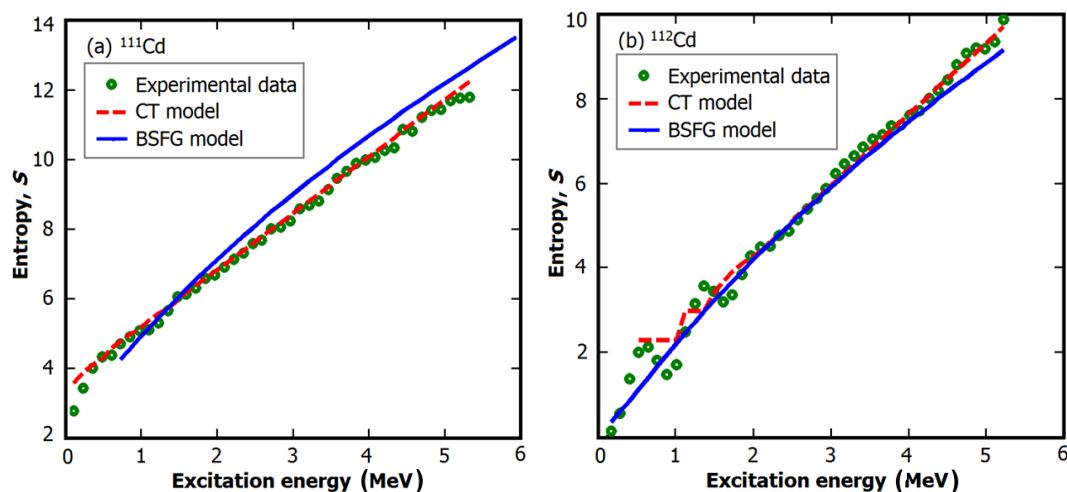 (a) ¹¹¹Cd
Experimental data
CT model
BSFG model
Entropy, S
14
12
10
8
6
4
2
0 1 2 3 4 5 6
Excitation energy (MeV)
(b) ¹¹²Cd
Experimental data
CT model
BSFG model
Entropy, S
10
8
6
4
2
0 1 2 3 4 5 6
Excitation energy (MeV)